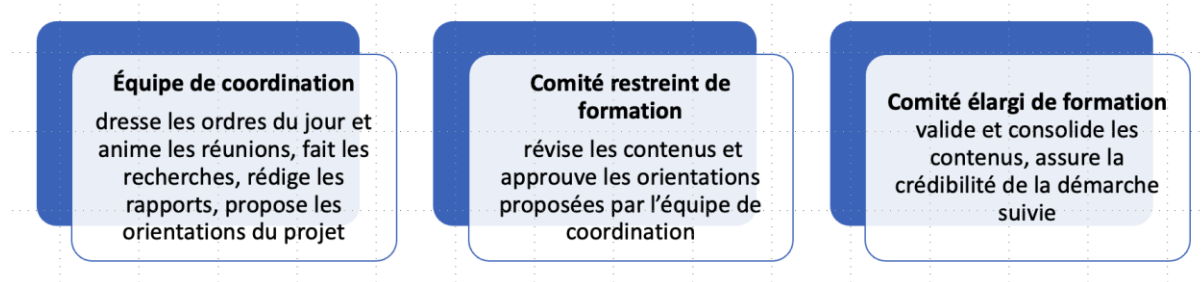 Équipe de coordination
dresse les ordres du jour et
anime les réunions, fait les
recherches, rédige les
rapports, propose les
orientations du projet
Comité restreint de
formation
révise les contenus et
approuve les orientations
proposées par l’équipe de
coordination
Comité élargi de formation
valide et consolide les
contenus, assure la
crédibilité de la démarche
suivie